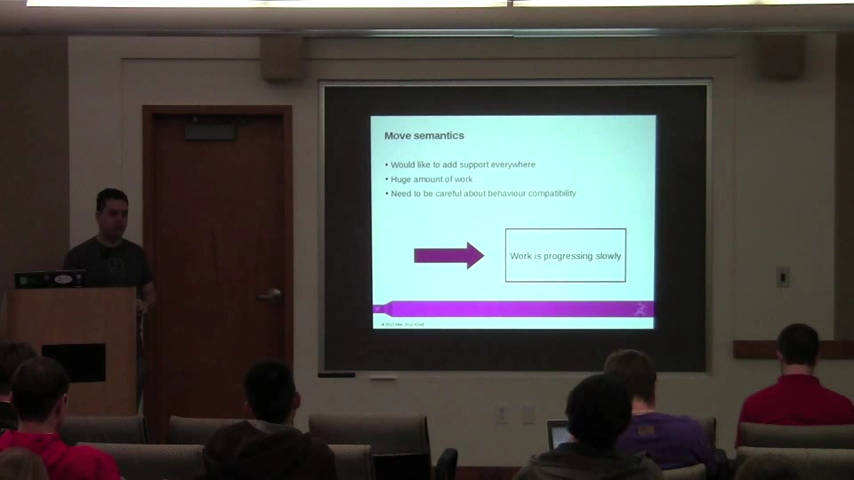 Move semantics
• Would like to add support everywhere
• Huge amount of work
• Need to be careful about behaviour compatibility
Work is progressing slowly